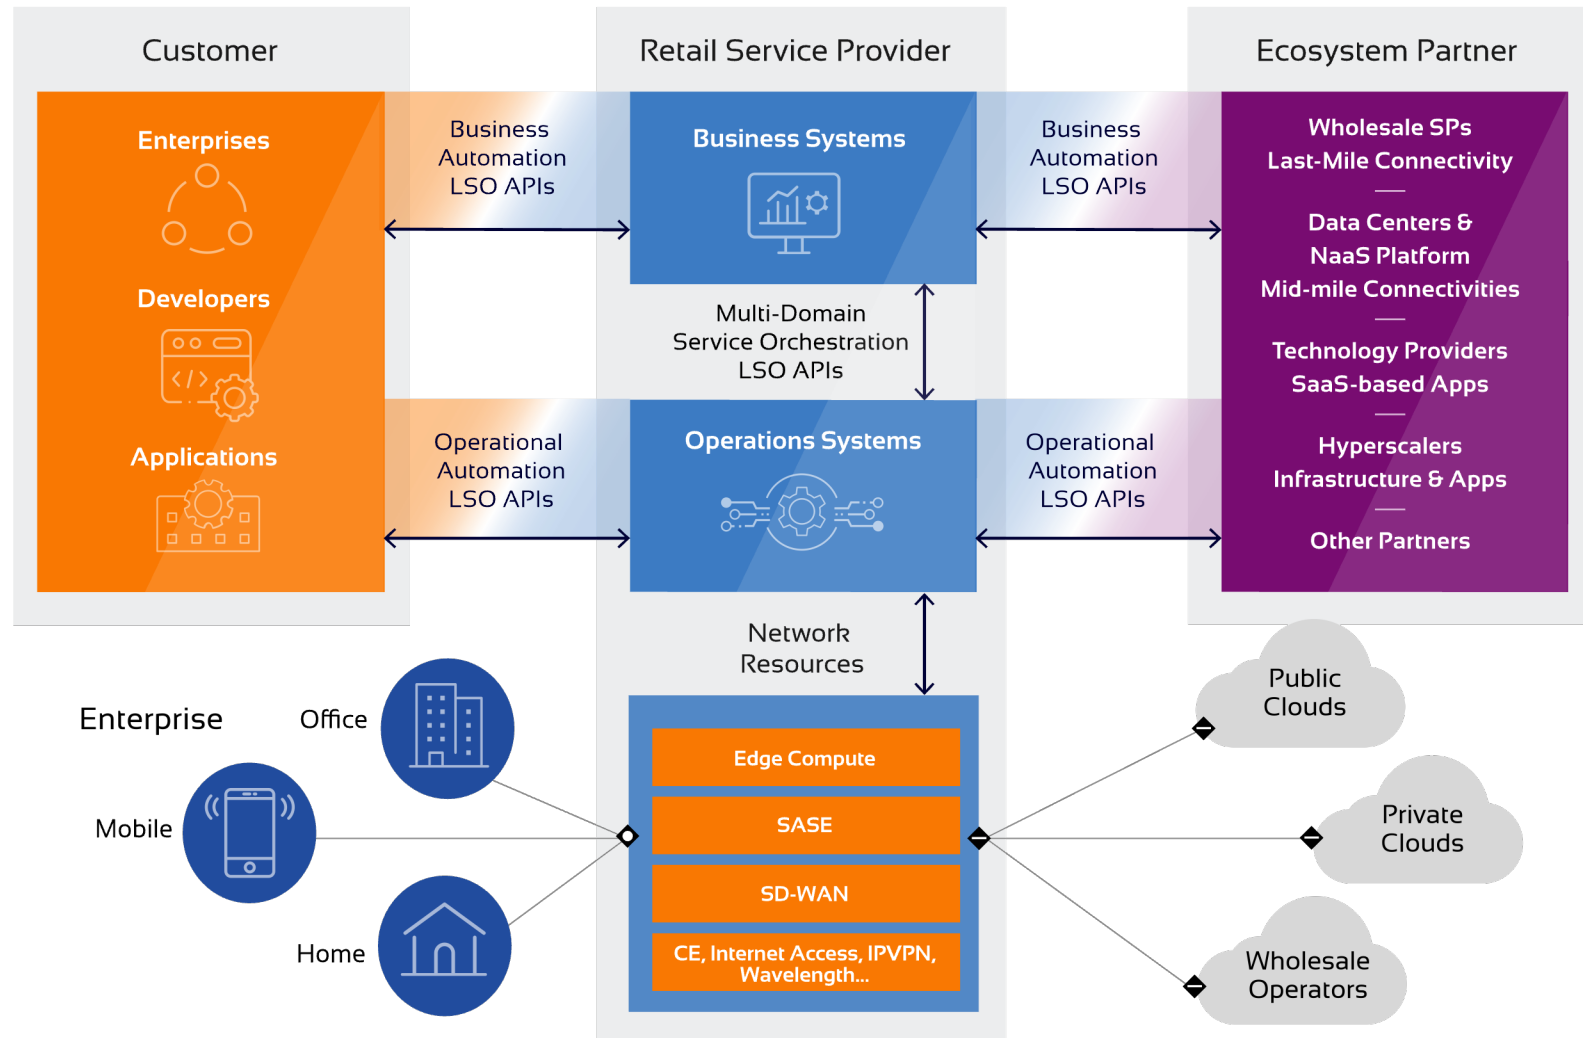 Customer
Retail Service Provider
Ecosystem Partner
Enterprises
Developers
Applications
Business
Automation
LSO APIs
Operational
Automation
LSO APIs
Business Systems
Multi-Domain
Service Orchestration
LSO APIs
Operations Systems
Business
Automation
LSO APIs
Operational
Automation
LSO APIs
Wholesale SPs
Last-Mile Connectivity
Data Centers &
NaaS Platform
Mid-mile Connectivities
Technology Providers
SaaS-based Apps
Hyperscalers
Infrastructure & Apps
Other Partners
Network
Resources
Enterprise
Office
Mobile
Home
Edge Compute
SASE
SD-WAN
CE, Internet Access, IPVPN,
Wavelength...
Public
Clouds
Private
Clouds
Wholesale
Operators